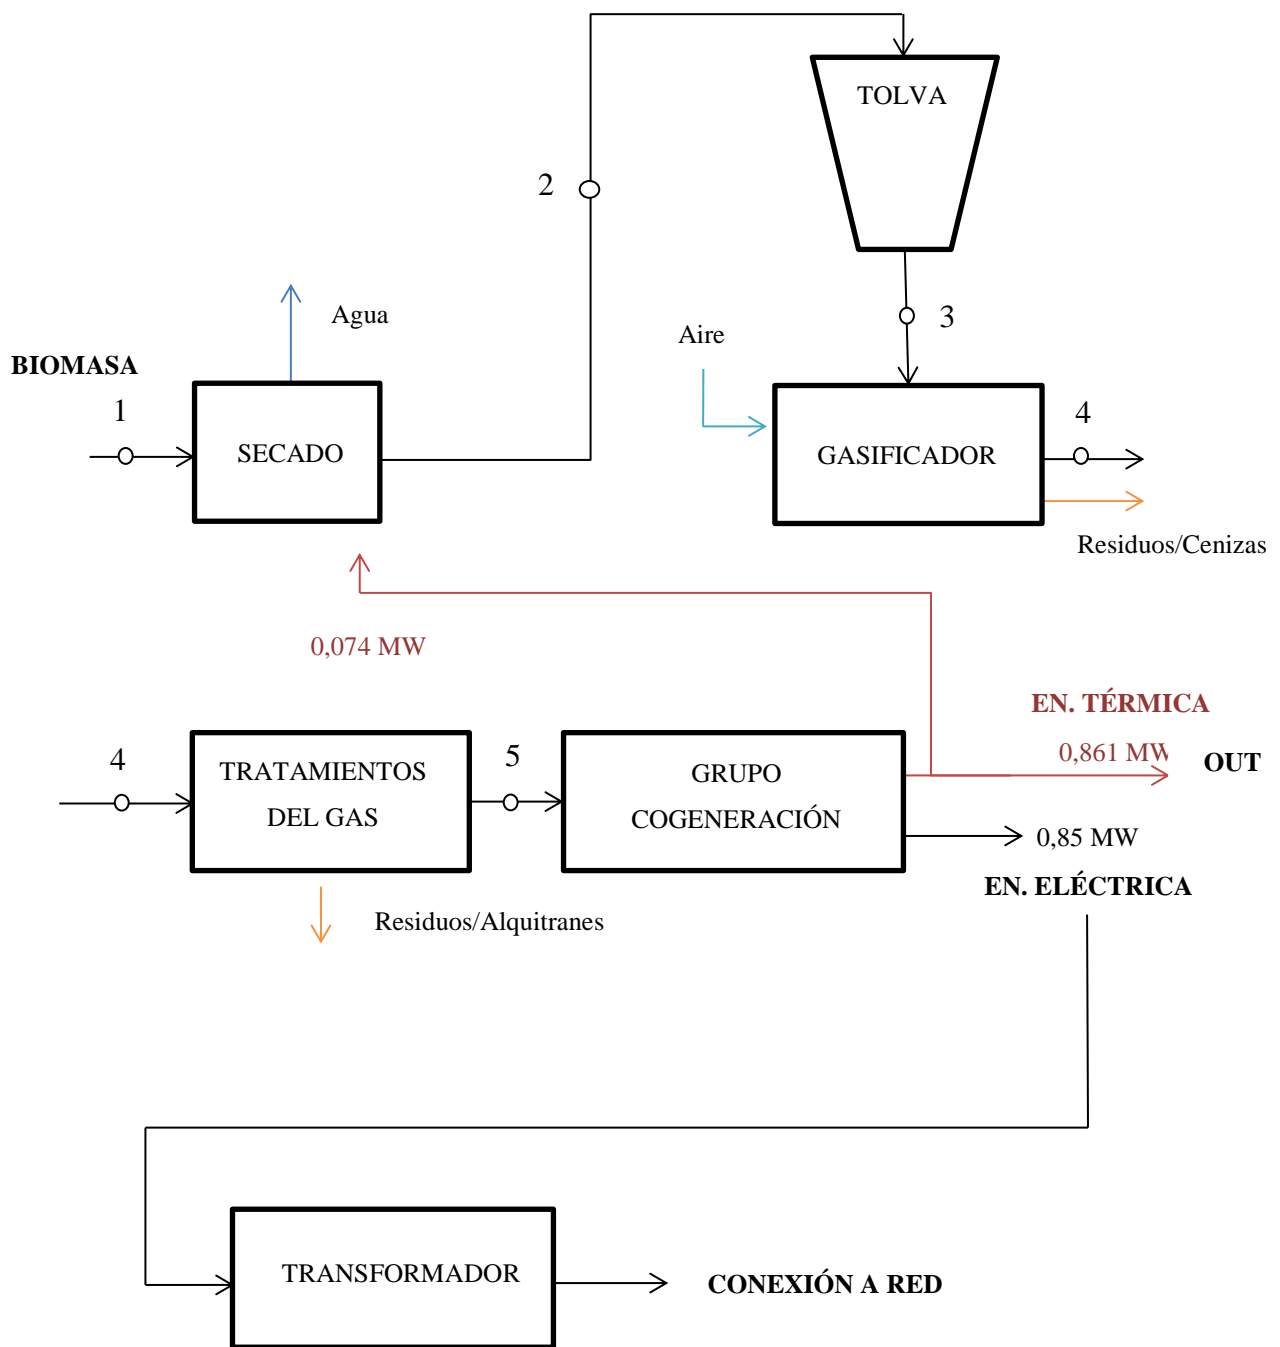 TOLVA
2
Agua
3
Aire
BIOMASA
1
4
SECADO
GASIFICADOR
Residuos/Cenizas
0,074 MW
EN. TÉRMICA
4
TRATAMIENTOS
DEL GAS
5
GRUPO
COGENERACIÓN
0,861 MW
OUT
0,85 MW
EN. ELÉCTRICA
Residuos/Alquitranes
TRANSFORMADOR
CONEXIÓN A RED